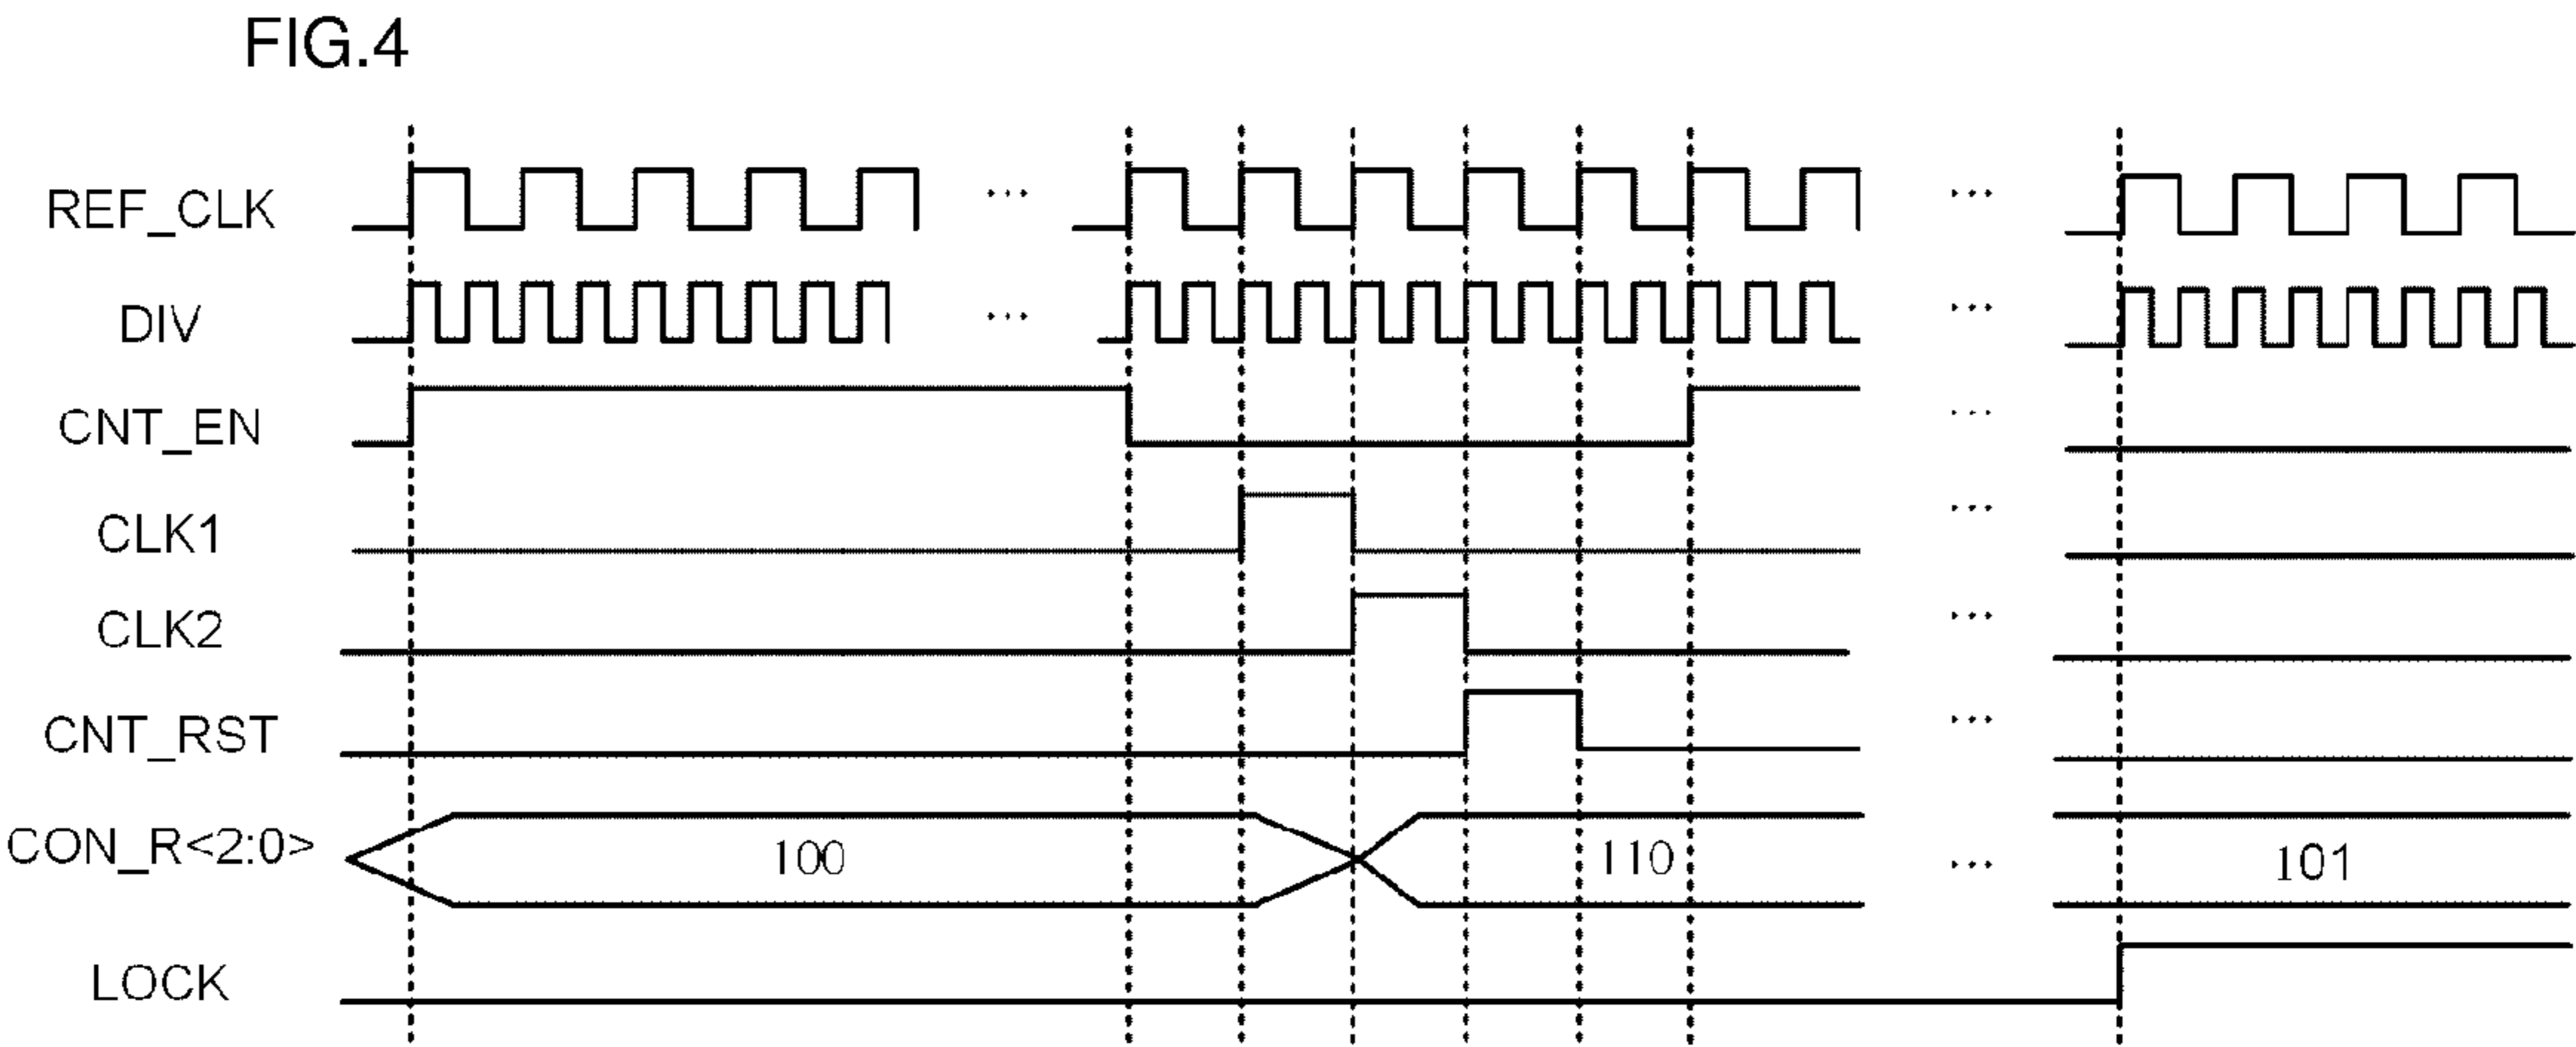 FIG.4
REF_CLK ... ...
DIV ... ...
CNT_EN ...
CLK1 ...
CLK2 ...
CNT_RST ...
CON_R<2:0> 100 110 ... 101
LOCK